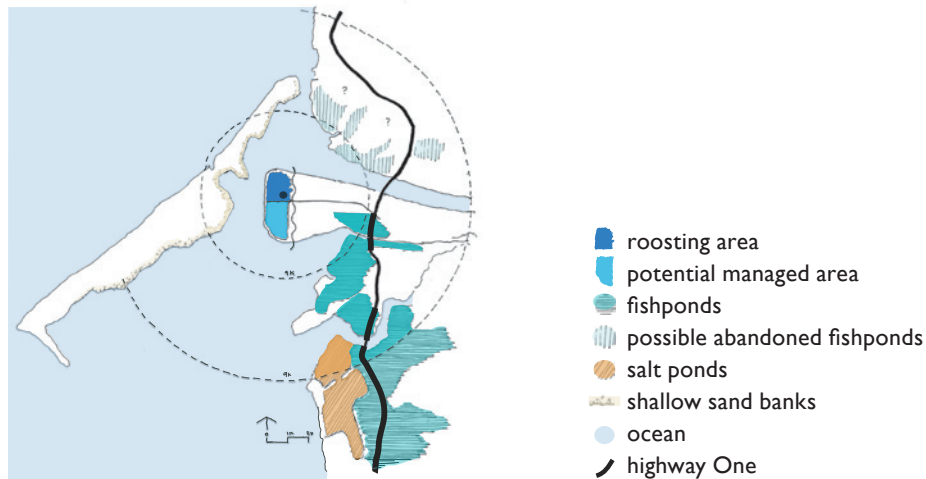 ?
?
roosting area
potential managed area
fishponds
possible abandoned fishponds
salt ponds
shallow sand banks
ocean
highway One